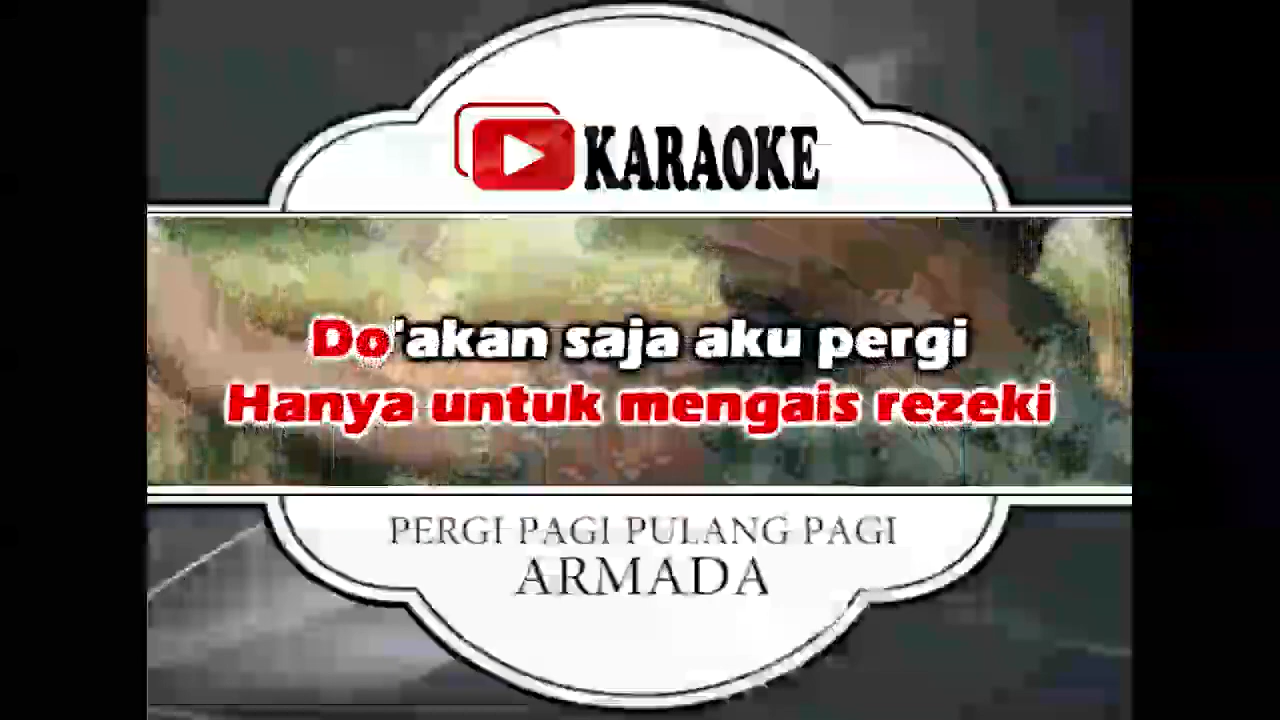 KARAOKE
Do'akan saja aku pergi
Hanya untuk mengais rezeki
PERGI PAGI PULANG PAGI
ARMADA